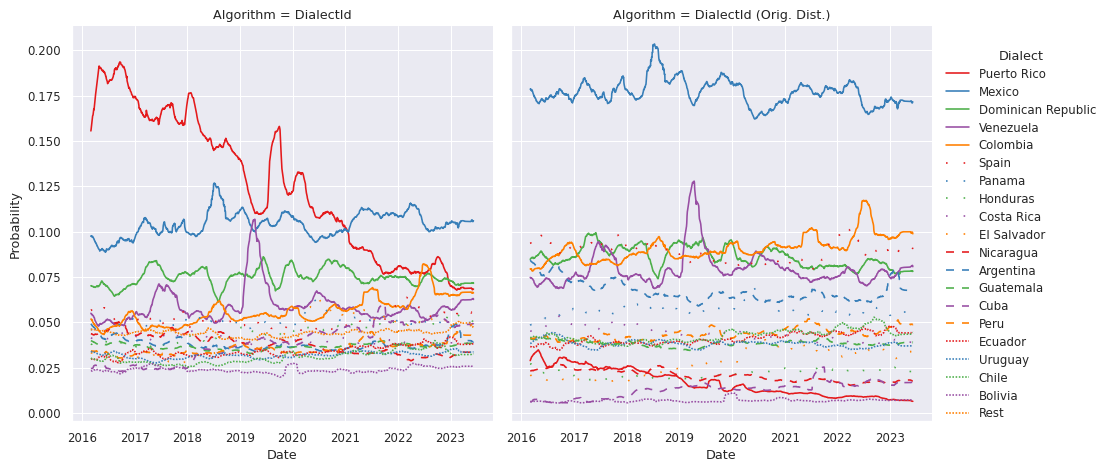 Algorithm = DialectId
Algorithm = DialectId (Orig. Dist.)
Probability
0.200
0.175
0.150
0.125
0.100
0.075
0.050
0.025
0.000
2016 2017 2018 2019 2020 2021 2022 2023
Date
2016 2017 2018 2019 2020 2021 2022 2023
Date
Dialect
Puerto Rico
Mexico
Dominican Republic
Venezuela
Colombia
Spain
Panama
Honduras
Costa Rica
El Salvador
Nicaragua
Argentina
Guatemala
Cuba
Peru
Ecuador
Uruguay
Chile
Bolivia
Rest